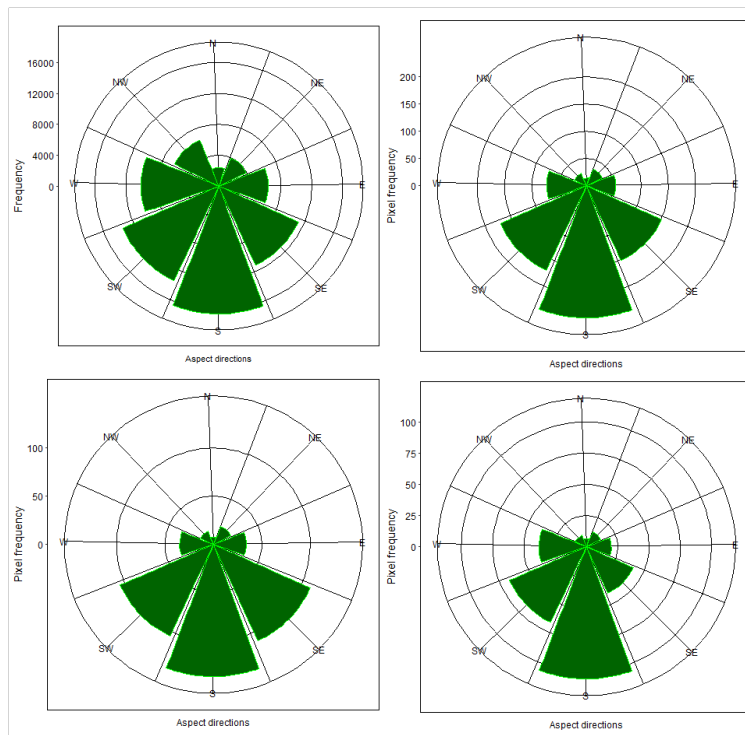 N
NW
NE
W
E
SW
SE
S
16000
12000
8000
4000
0
Frequency
Aspect directions
N
NW
NE
W
E
SW
SE
S
200
150
100
50
0
Pixel frequency
Aspect directions
N
NW
NE
W
E
SW
SE
S
100
50
0
Pixel frequency
Aspect directions
N
NW
NE
W
E
SW
SE
S
100
75
50
25
0
Pixel frequency
Aspect directions